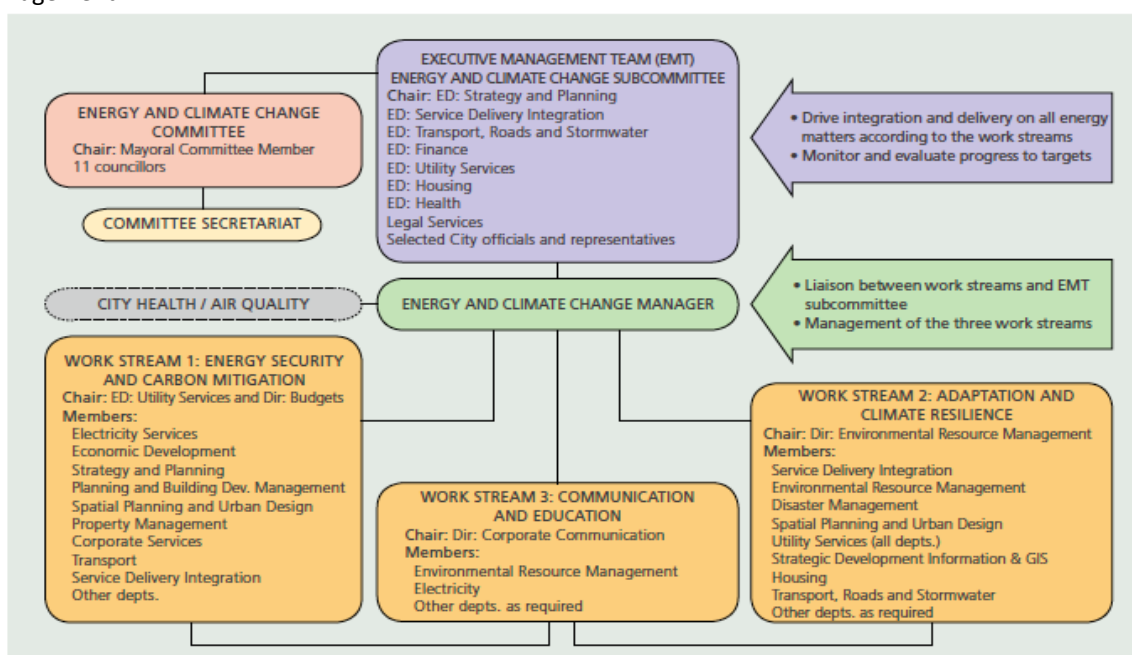 EXECUTIVE MANAGEMENT TEAM (EMT)
ENERGY AND CLIMATE CHANGE SUBCOMMITTEE
Chair: ED: Strategy and Planning
ED: Service Delivery Integration
ED: Transport, Roads and Stormwater
ED: Finance
ED: Utility Services
ED: Housing
ED: Health
Legal Services
Selected City officials and representatives
ENERGY AND CLIMATE CHANGE
COMMITTEE
Chair: Mayoral Committee Member
11 councillors
COMMITTEE SECRETARIAT
• Drive integration and delivery on all energy
matters according to the work streams
• Monitor and evaluate progress to targets
CITY HEALTH / AIR QUALITY
ENERGY AND CLIMATE CHANGE MANAGER
• Liaison between work streams and EMT
subcommittee
• Management of the three work streams
WORK STREAM 1: ENERGY SECURITY
AND CARBON MITIGATION
Chair: ED: Utility Services and Dir: Budgets
Members:
Electricity Services
Economic Development
Strategy and Planning
Planning and Building Dev. Management
Spatial Planning and Urban Design
Property Management
Corporate Services
Transport
Service Delivery Integration
Other depts.
WORK STREAM 3: COMMUNICATION
AND EDUCATION
Chair: Dir: Corporate Communication
Members:
Environmental Resource Management
Electricity
Other depts. as required
WORK STREAM 2: ADAPTATION AND
CLIMATE RESILIENCE
Chair: Dir: Environmental Resource Management
Members:
Service Delivery Integration
Environmental Resource Management
Disaster Management
Spatial Planning and Urban Design
Utility Services (all depts.)
Strategic Development Information & GIS
Housing
Transport, Roads and Stormwater
Other depts. as required